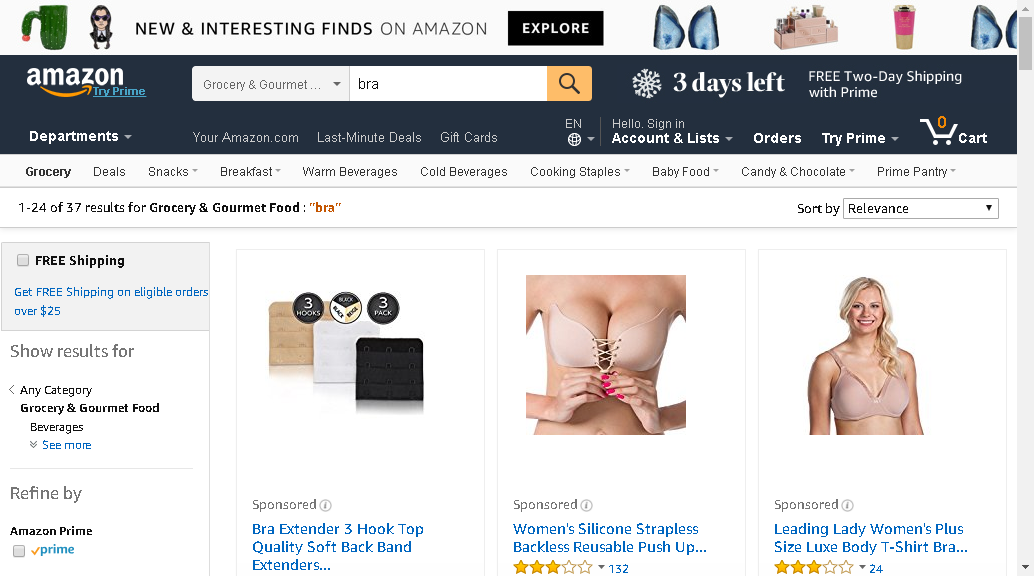 NEW & INTERESTING FINDS ON AMAZON EXPLORE
amazon
Try Prime
Grocery & Gourmet ... bra
3 days left
FREE Two-Day Shipping
with Prime
Departments
Your Amazon.com Last-Minute Deals Gift Cards
EN
Hello. Sign in
Account & Lists Orders Try Prime 0 Cart
Grocery Deals Snacks Breakfast Warm Beverages Cold Beverages Cooking Staples Baby Food Candy & Chocolate Prime Pantry
1-24 of 37 results for Grocery & Gourmet Food : "bra"
Sort by Relevance
FREE Shipping
Get FREE Shipping on eligible orders
over $25
Show results for
Any Category
Grocery & Gourmet Food
Beverages
See more
Refine by
Amazon Prime
prime
3
HOOKS
BLACK
BLACK
BEIGE
3
PACK
Sponsored
Bra Extender 3 Hook Top
Quality Soft Back Band
Extenders...
Sponsored
Women's Silicone Strapless
Backless Reusable Push Up...
132
Sponsored
Leading Lady Women's Plus
Size Luxe Body T-Shirt Bra...
24